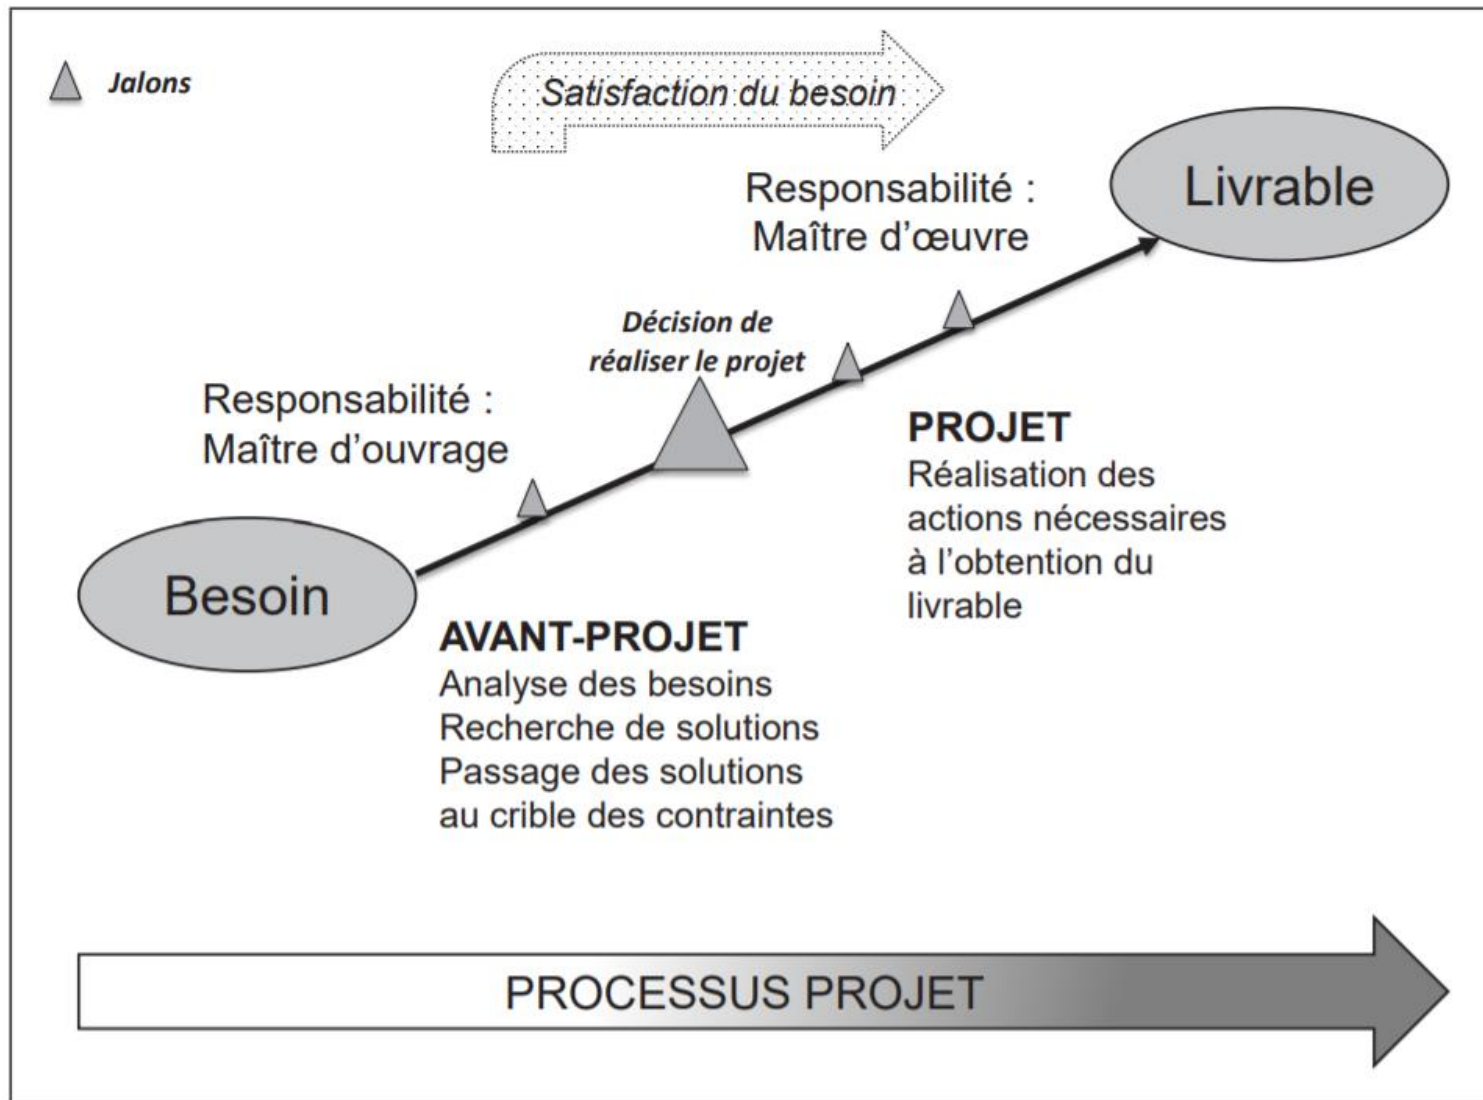 Jalons
Satisfaction du besoin
Responsabilité :
Maître d'œuvre
Livrable
Décision de
réaliser le projet
Responsabilité :
Maître d'ouvrage
PROJET
Réalisation des
actions nécessaires
à l'obtention du
livrable
Besoin
AVANT-PROJET
Analyse des besoins
Recherche de solutions
Passage des solutions
au crible des contraintes
PROCESSUS PROJET